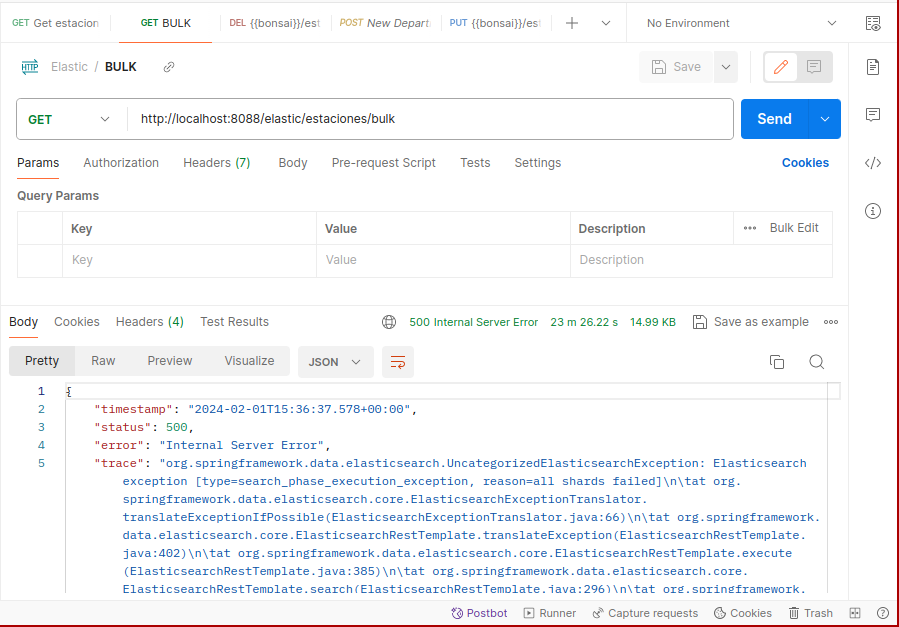 GET Get estacion
GET BULK
DEL {{bonsai}}/est
POST New Depart
PUT {{bonsai}}/es
No Environment
HTTP Elastic / BULK
Save
GET http://localhost:8088/elastic/estaciones/bulk
Send
Params Authorization Headers (7) Body Pre-request Script Tests Settings Cookies
Query Params
Key Value Description Bulk Edit
Key Value Description
Body Cookies Headers (4) Test Results 500 Internal Server Error 23 m 26.22 s 14.99 KB Save as example
Pretty Raw Preview Visualize JSON
1 {
2 "timestamp": "2024-02-01T15:36:37.578+00:00",
3 "status": 500,
4 "error": "Internal Server Error",
5 "trace": "org.springframework.data.elasticsearch.UncategorizedElasticsearchException: Elasticsearch
exception [type=search_phase_execution_exception, reason=all shards failed]\n\tat org.
springframework.data.elasticsearch.core.ElasticsearchExceptionTranslator.
translateExceptionIfPossible(ElasticsearchExceptionTranslator.java:66)\n\tat org.springframework.
data.elasticsearch.core.ElasticsearchRestTemplate.translateException(ElasticsearchRestTemplate.
java:402)\n\tat org.springframework.data.elasticsearch.core.ElasticsearchRestTemplate.execute
(ElasticsearchRestTemplate.java:385)\n\tat org.springframework.data.elasticsearch.core.
ElasticsearchRestTemplate.search(ElasticsearchRestTemplate.java:296)\n\tat org.springframework.
Postbot Runner Capture requests Cookies Trash